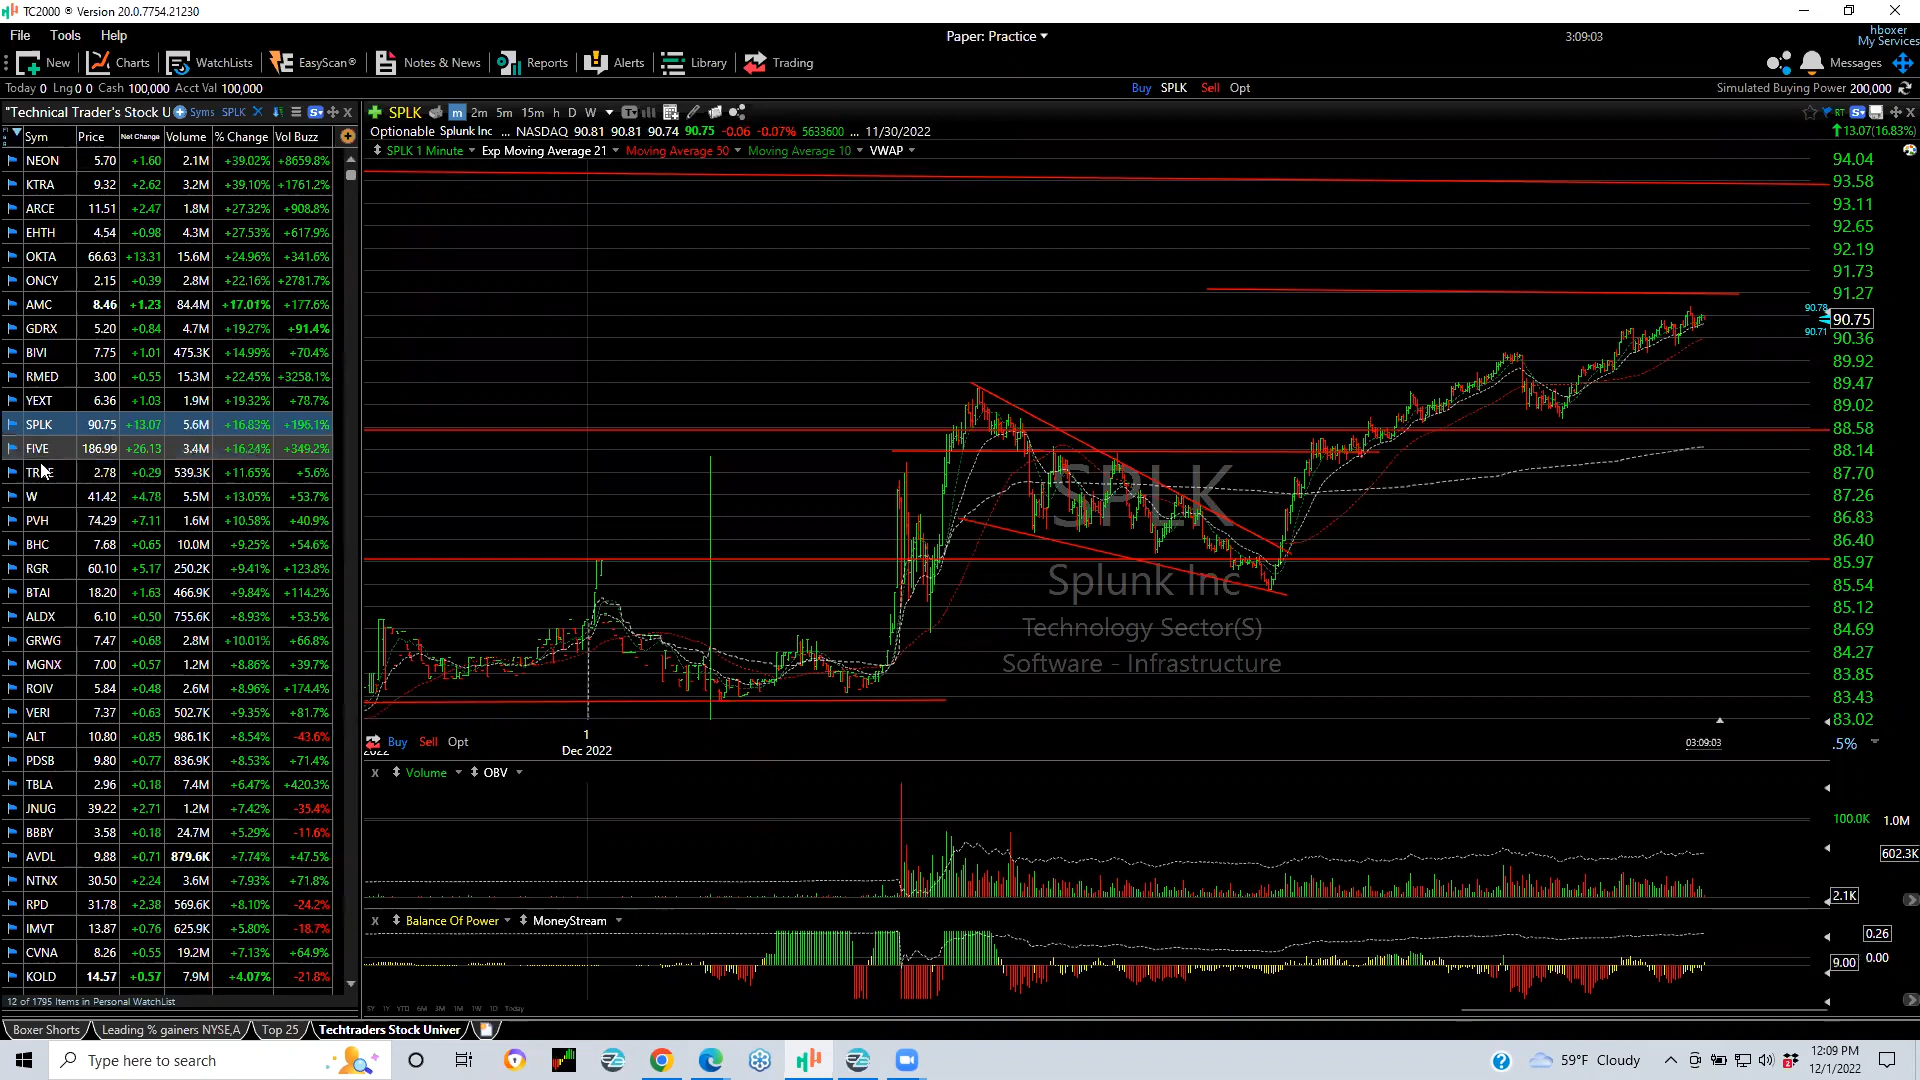 TC2000 ® Version 20.0.7754.21230
File Tools Help
Paper: Practice
3:09:03
hboxer
My Services
New Charts WatchLists EasyScan® Notes & News Reports Alerts Library Trading
Messages
Today 0 Lng 0 0 Cash 100,000 Acct Val 100,000
Buy SPLK Sell Opt
Simulated Buying Power 200,000
"Technical Trader's Stock U Syms SPLK
SPLK m 2m 5m 15m h D W
RT
Sym Price Net Change Volume % Change Vol Buzz
Optionable Splunk Inc ... NASDAQ 90.81 90.81 90.74 90.75 -0.06 -0.07% 5633600 ... 11/30/2022
13.07(16.83%)
SPLK 1 Minute Exp Moving Average 21 Moving Average 50 Moving Average 10 VWAP
NEON 5.70 +1.60 2.1M +39.02% +8659.8%
KTRA 9.32 +2.62 3.2M +39.10% +1761.2%
ARCE 11.51 +2.47 1.8M +27.32% +908.8%
EHTH 4.54 +0.98 4.3M +27.53% +617.9%
OKTA 66.63 +13.31 15.6M +24.96% +341.6%
ONCY 2.15 +0.39 2.8M +22.16% +2781.7%
AMC 8.46 +1.23 84.4M +17.01% +177.6%
GDRX 5.20 +0.84 4.7M +19.27% +91.4%
BIVI 7.75 +1.01 475.3K +14.99% +70.4%
RMED 3.00 +0.55 15.3M +22.45% +3258.1%
YEXT 6.36 +1.03 1.9M +19.32% +78.7%
SPLK 90.75 +13.07 5.6M +16.83% +196.1%
FIVE 186.99 +26.13 3.4M +16.24% +349.2%
2.78 +0.29 539.3K +11.65% +5.6%
W 41.42 +4.78 5.5M +13.05% +53.7%
PVH 74.29 +7.11 1.6M +10.58% +40.9%
BHC 7.68 +0.65 10.0M +9.25% +54.6%
RGR 60.10 +5.17 250.2K +9.41% +123.8%
BTAI 18.20 +1.63 466.9K +9.84% +114.2%
ALDX 6.10 +0.50 755.6K +8.93% +53.5%
GRWG 7.47 +0.68 2.8M +10.01% +66.8%
MGNX 7.00 +0.57 1.2M +8.86% +39.7%
ROIV 5.84 +0.48 2.6M +8.96% +174.4%
VERI 7.37 +0.63 502.7K +9.35% +81.7%
ALT 10.80 +0.85 986.1K +8.54% -43.6%
PDSB 9.80 +0.77 836.9K +8.53% +71.4%
TBLA 2.96 +0.18 7.4M +6.47% +420.3%
JNUG 39.22 +2.71 1.2M +7.42% -35.4%
BBBY 3.58 +0.18 24.7M +5.29% -11.6%
AVDL 9.88 +0.71 879.6K +7.74% +47.5%
NTNX 30.50 +2.24 3.6M +7.93% +71.8%
RPD 31.78 +2.38 569.6K +8.10% -24.2%
IMVT 13.87 +0.76 625.9K +5.80% -18.7%
CVNA 8.26 +0.55 19.2M +7.13% +64.9%
KOLD 14.57 +0.57 7.9M +4.07% -21.8%
12 of 1795 Items in Personal WatchList
94.04
93.58
93.11
92.65
92.19
91.73
91.27
90.78
90.75
90.71
90.36
89.92
89.47
89.02
88.58
88.14
87.70
87.26
86.83
86.40
85.97
85.54
85.12
84.69
84.27
83.85
83.43
83.02
SPLK
Splunk Inc
Technology Sector(S)
Software - Infrastructure
1
Dec 2022
03:09:03
.5%
Buy Sell Opt
Volume OBV
100.0K 1.0M
602.3K
2.1K
Balance Of Power MoneyStream
0.26
9.00 0.00
5Y 1Y YTD 6M 3M 1M 1W 1D Today
Boxer Shorts Leading % gainers NYSE,A Top 25 Techtraders Stock Univer
Type here to search
59°F Cloudy
12:09 PM
12/1/2022